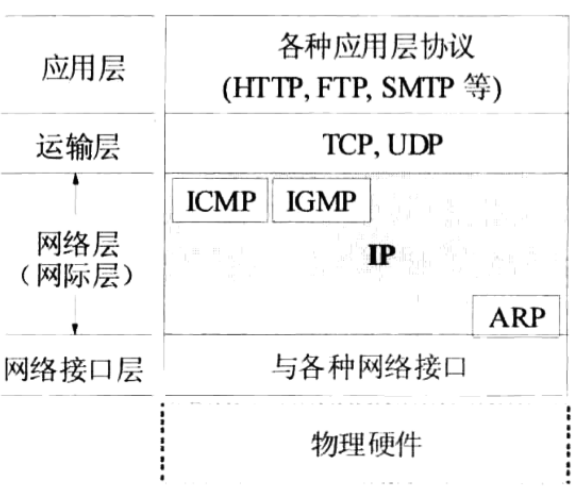 应用层
各种应用层协议
(HTTP, FTP, SMTP 等)
运输层
TCP, UDP
ICMP
IGMP
网络层
(网际层)
IP
ARP
网络接口层
与各种网络接口
物理硬件